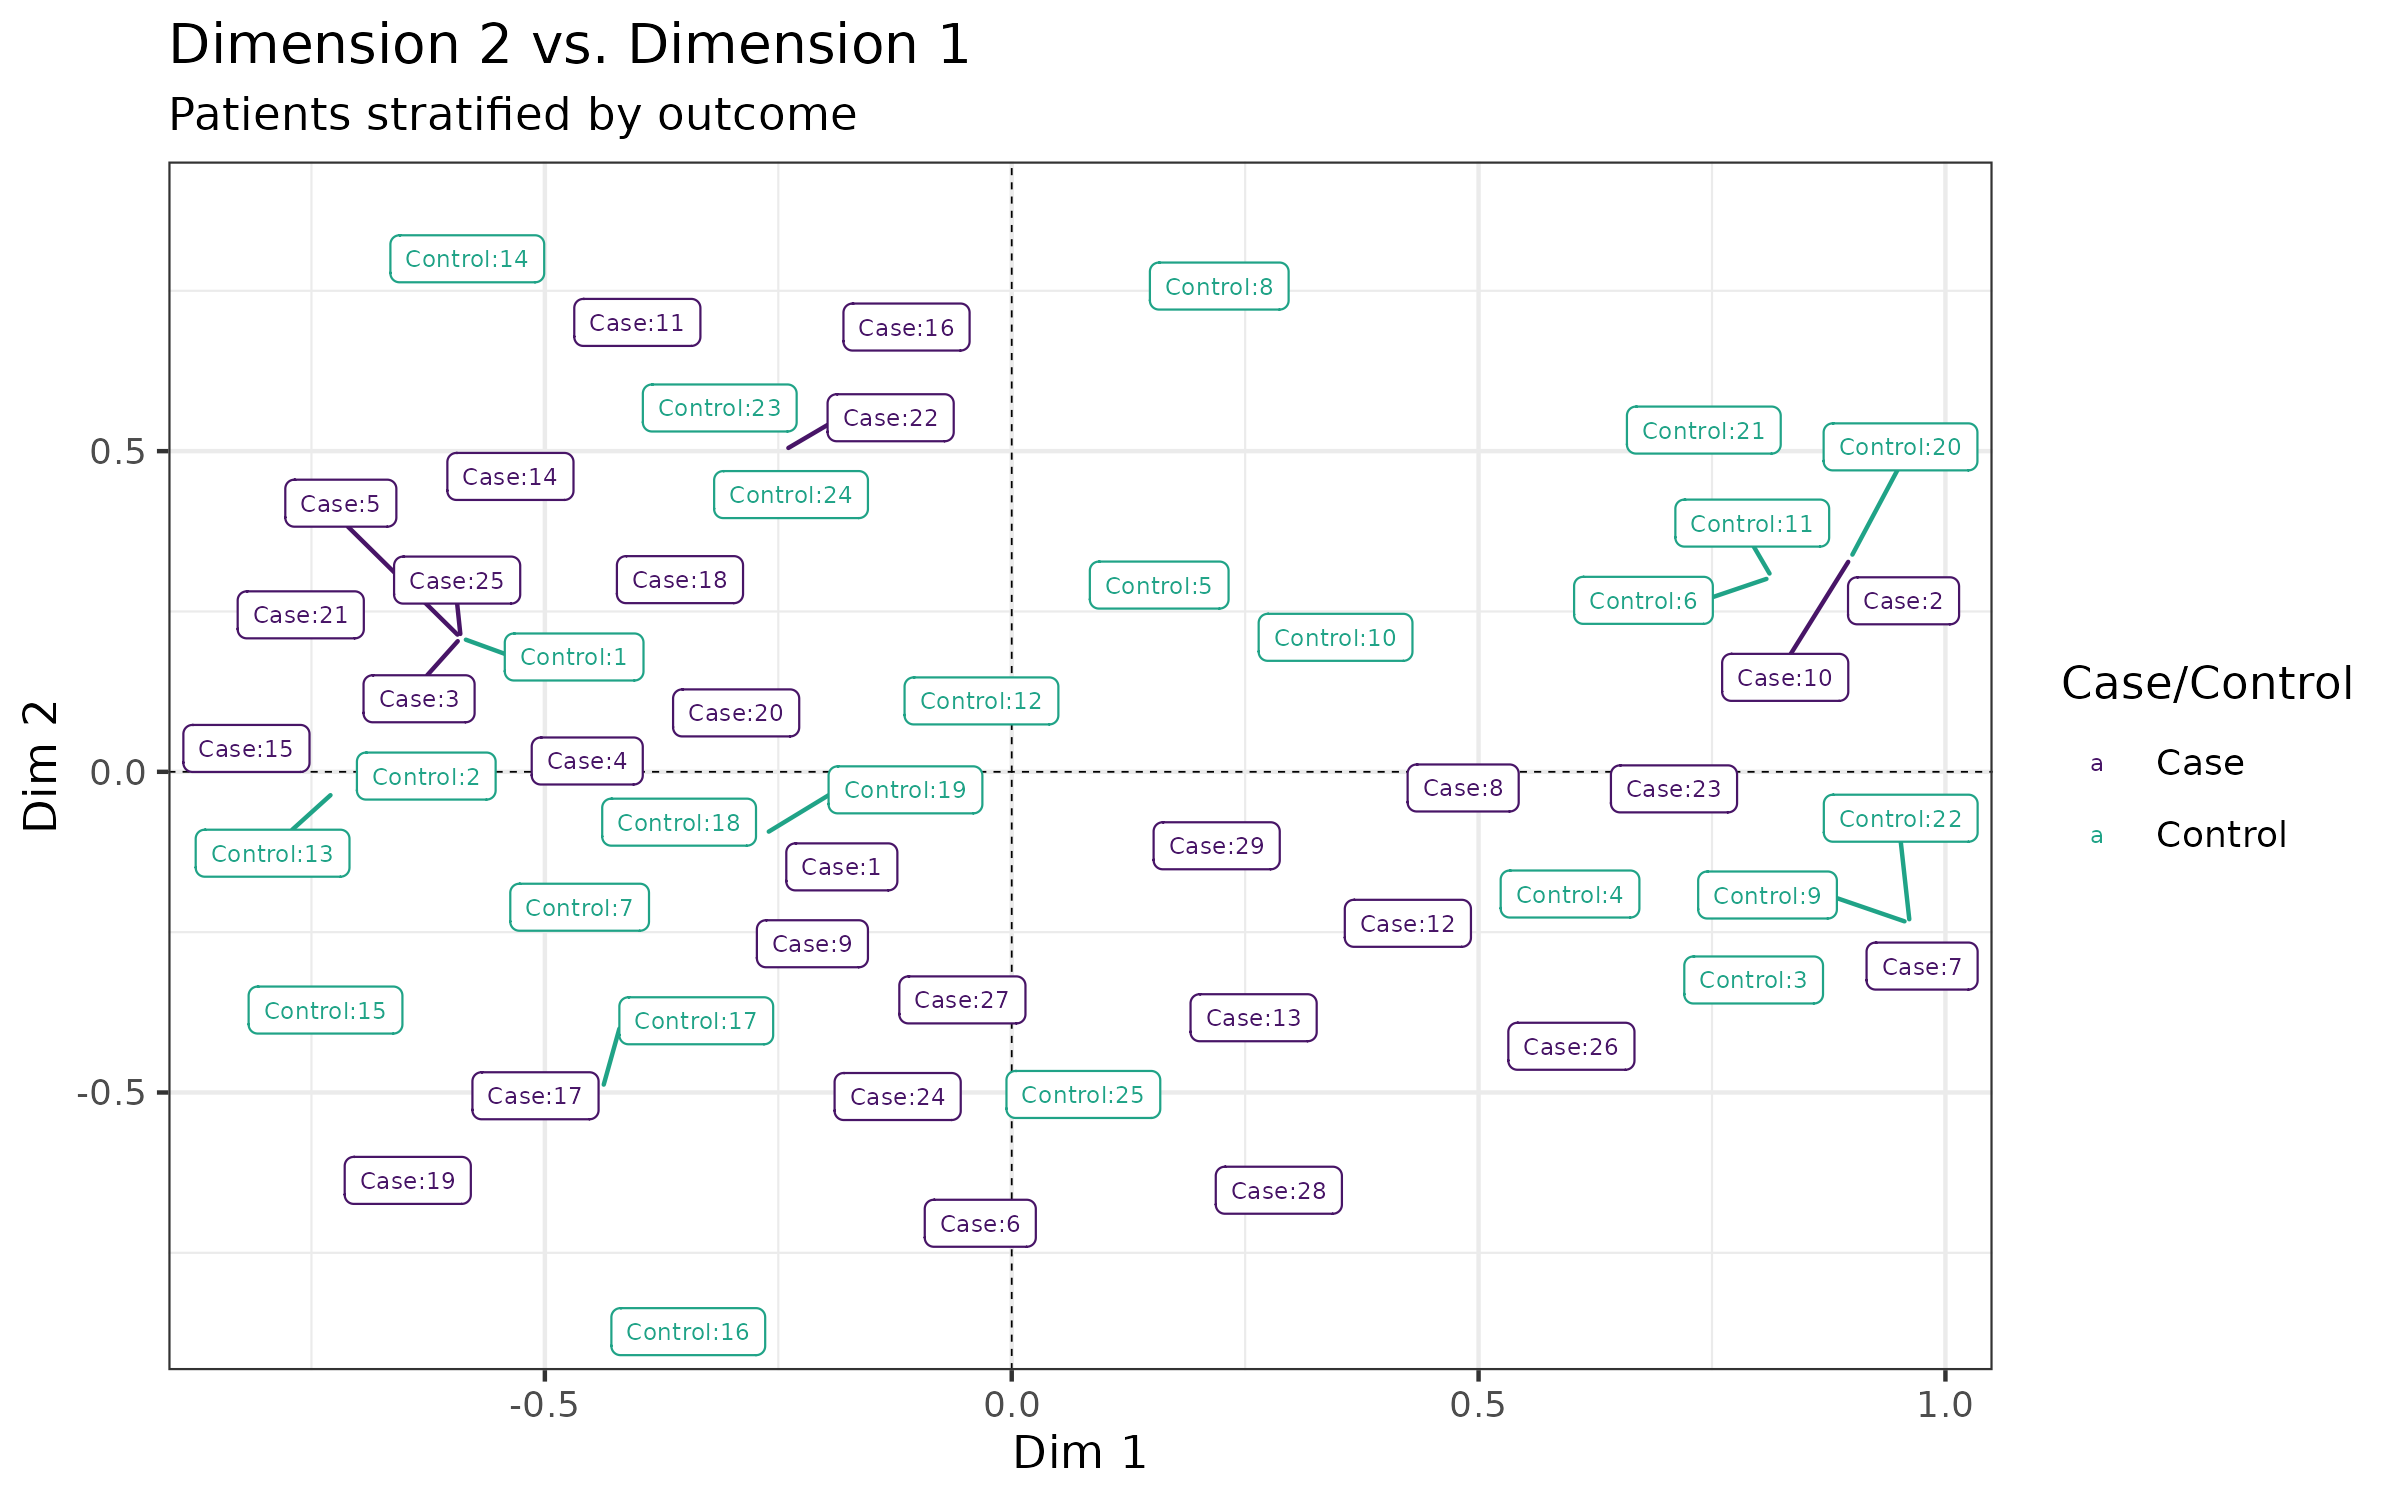 Dimension 2 vs. Dimension 1
Patients stratified by outcome
Control:14
Control:8
Case:11
Case:16
Control:23
Case:22
Control:21
Control:20
0.5
Case:14
Case:5
Control:24
Control:11
Case:25
Case:18
Control:5
Control:6
Case:2
Case:21
Control:10
Control:1
Case:10
Case:3
Control:12
Case:20
Case:15
Case:4
0.0
Control:2
Control:19
Case:8
Case:23
Control:22
Control:18
Case:29
Control:13
Case:1
Control:4
Control:9
Control:7
Case:12
Case:9
Case:7
Control:3
Case:27
Control:15
Control:17
Case:13
Case:26
-0.5
Case:17
Case:24
Control:25
Case:19
Case:28
Case:6
Control:16
-0.5
0.0
0.5
1.0
Dim 1
Dim 2
Case/Control
a Case
a Control